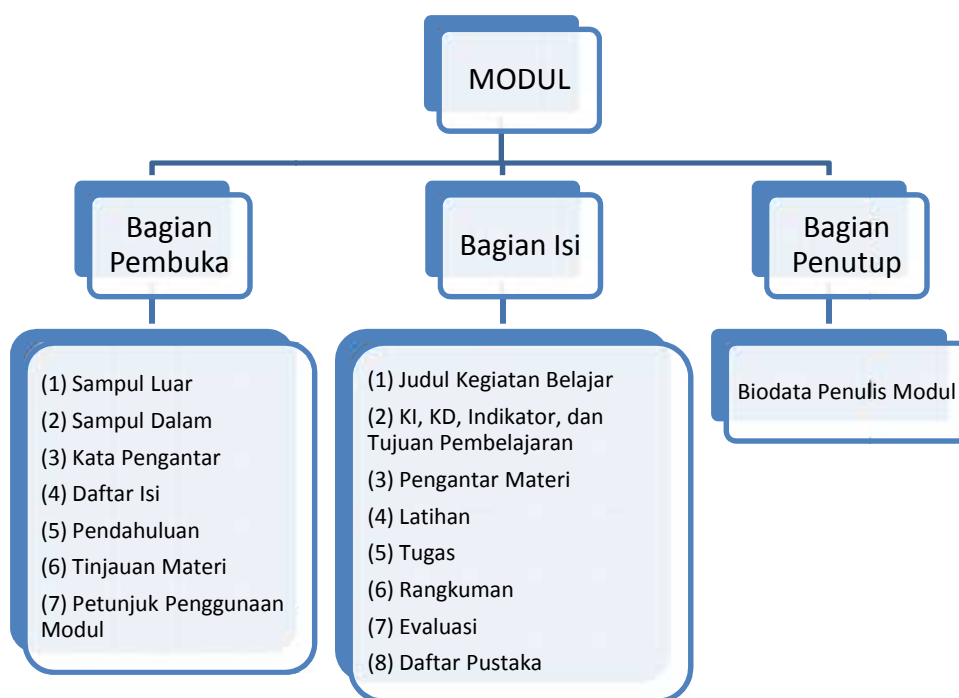 MODUL
Bagian
Pembuka
(1) Sampul Luar
(2) Sampul Dalam
(3) Kata Pengantar
(4) Daftar Isi
(5) Pendahuluan
(6) Tinjauan Materi
(7) Petunjuk Penggunaan
Modul
Bagian Isi
(1) Judul Kegiatan Belajar
(2) KI, KD, Indikator, dan
Tujuan Pembelajaran
(3) Pengantar Materi
(4) Latihan
(5) Tugas
(6) Rangkuman
(7) Evaluasi
(8) Daftar Pustaka
Bagian
Penutup
Biodata Penulis Modul